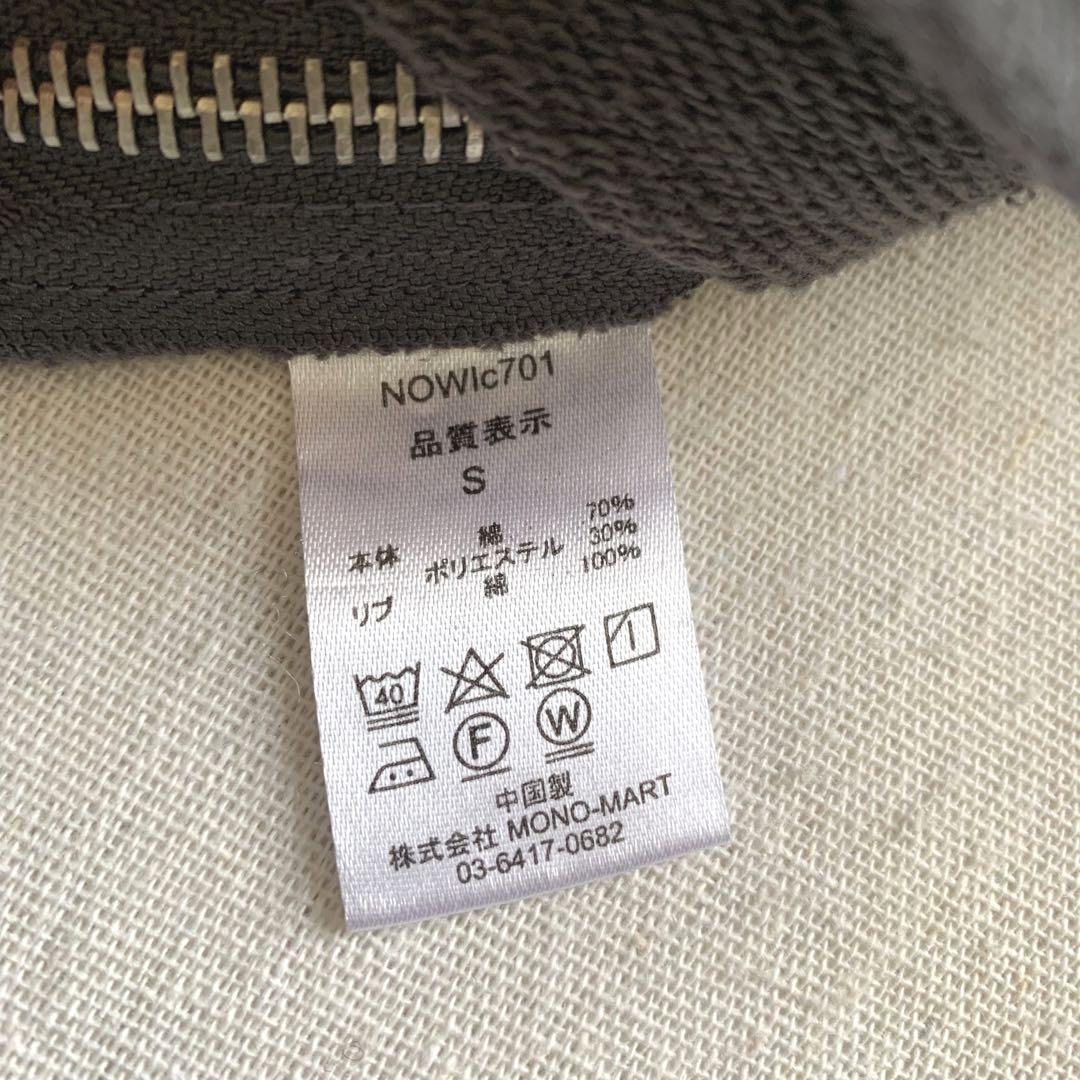 NOWIc701
品質表示
S
本体 綿 70%
ポリエステル 30%
リブ 綿 100%
40
F W
中国製
株式会社 MONO-MART
03-6417-0682